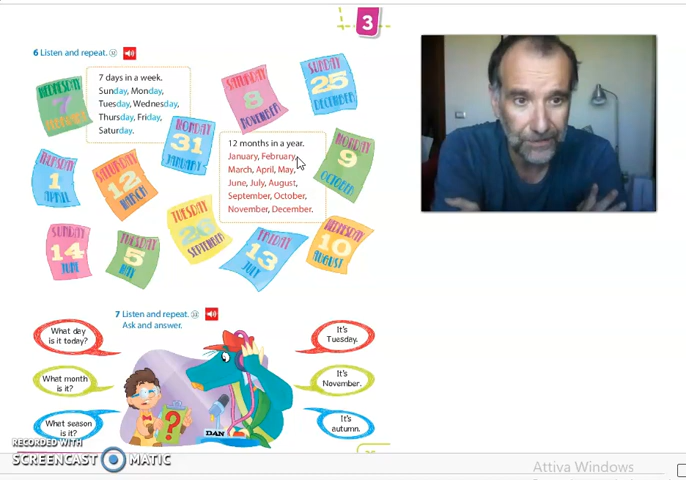 3
6 Listen and repeat.
7 days in a week.
Sunday, Monday,
Tuesday, Wednesday,
Thursday, Friday,
Saturday.
WEDNESDAY
7
SATURDAY
8
NOVEMBER
SUNDAY
25
DECEMBER
MONDAY
31
JANUARY
12 months in a year.
January, February,
March, April, May,
June, July, August,
September, October,
November, December.
MONDAY
9
OCTOBER
THURSDAY
1
APRIL
SATURDAY
12
MARCH
SUNDAY
14
JUNE
TUESDAY
5
MAY
TUESDAY
20
SEPTEMBER
FRIDAY
13
JULY
WEDNESDAY
10
AUGUST
7 Listen and repeat.
Ask and answer.
What day
is it today?
It's
Tuesday.
What month
is it?
It's
November.
What season
is it?
It's
autumn.
?
DAN
RECORDED WITH
SCREENCAST MATIC
Attiva Windows